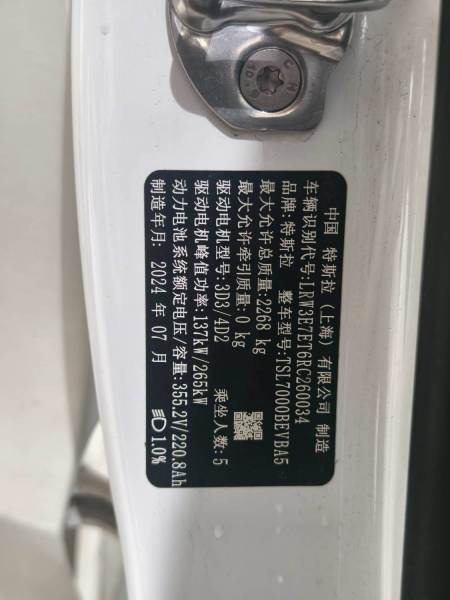 中国 特斯拉（上海）有限公司 制造
车辆识别代号:LRW3E7ET6RC260034
品牌:特斯拉 整车型号:TSL7000BEVBA5
最大允许总质量:2268 kg
最大允许牵引质量:0 kg
驱动电机型号:3D3/4D2 乘坐人数:5
驱动电机峰值功率:137kW/265kW
动力电池系统额定电压/容量:355.2V/220.8Ah
制造年月: 2024 年 07 月 1.0%